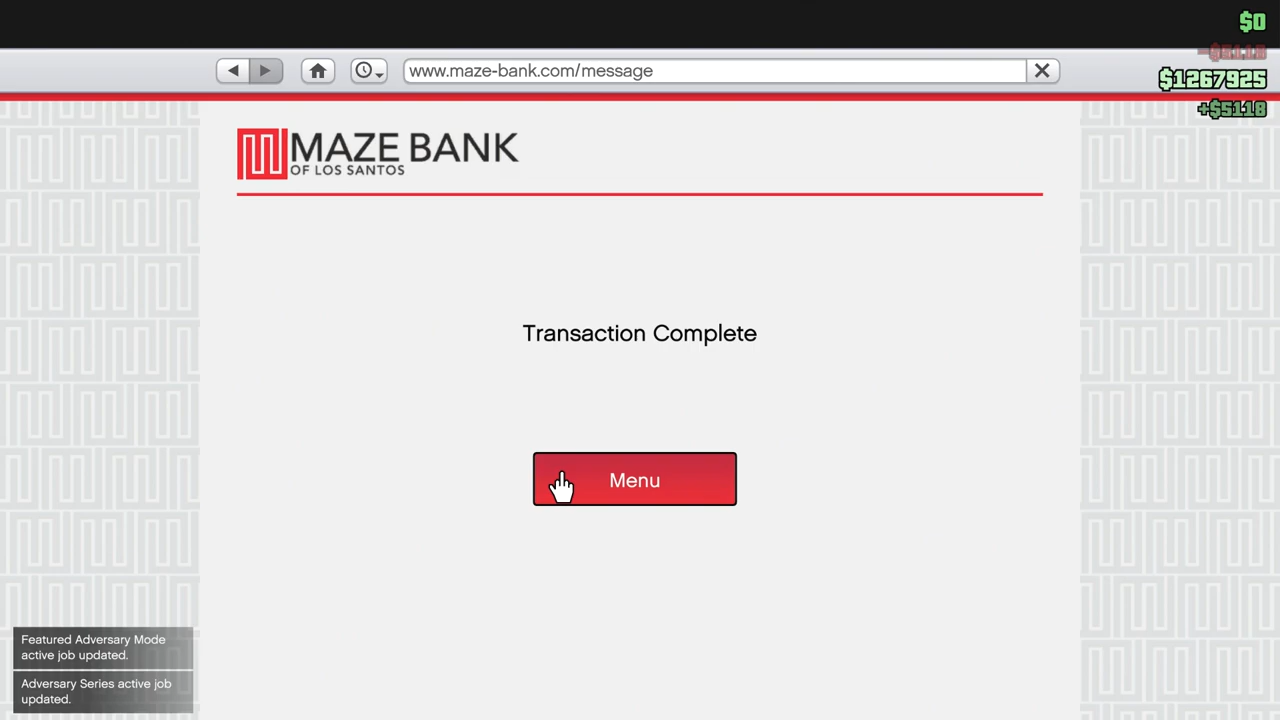 $0
-$5118
www.maze-bank.com/message
$1267925
+$5118
MAZE BANK
OF LOS SANTOS
Transaction Complete
Menu
Featured Adversary Mode
active job updated.
Adversary Series active job
updated.